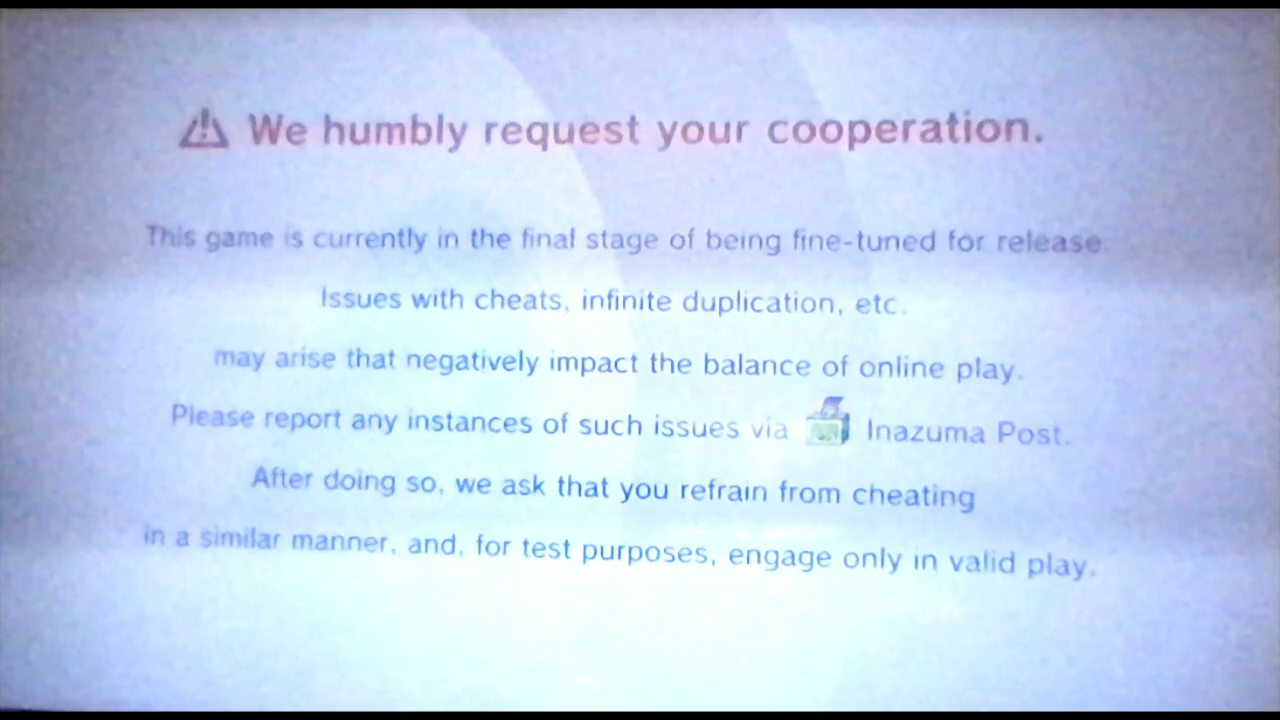 We humbly request your cooperation.
This game is currently in the final stage of being fine-tuned for release.
Issues with cheats, infinite duplication, etc.
may arise that negatively impact the balance of online play.
Please report any instances of such issues via Inazuma Post.
After doing so, we ask that you refrain from cheating
in a similar manner, and, for test purposes, engage only in valid play.